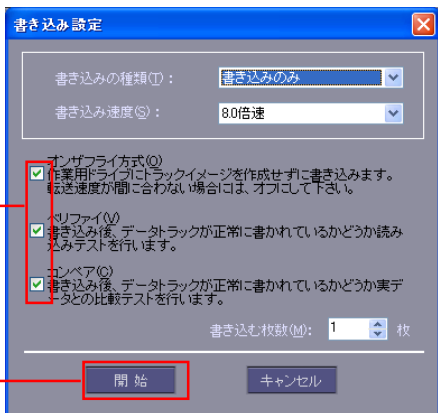 書き込み設定
書き込みの種類(T)： 書き込みのみ
書き込み速度(S)： 8.0倍速
オンザフライ方式(O)
作業用ドライブにトラックイメージを作成せずに書き込みます。
転送速度が間に合わない場合には、オフにして下さい。
ベリファイ(V)
書き込み後、データトラックが正常に書かれているかどうか読み
込みテストを行います。
コンペア(C)
書き込み後、データトラックが正常に書かれているかどうか実デ
ータとの比較テストを行います。
書き込む枚数(M): 1 枚
開始 キャンセル